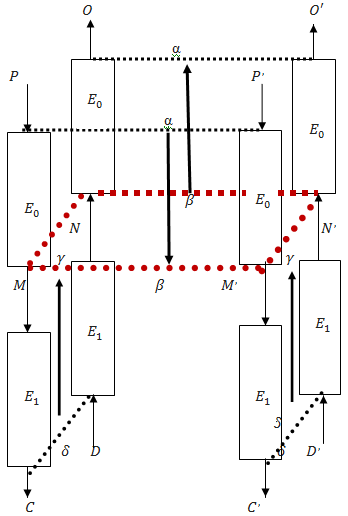 O O'
α
P P'
E₀ E₀
α
E₀ β E₀
N N'
γ γ
M β M'
E₁ E₁
E₁ E₁
δ
δ D δ D'
C C'